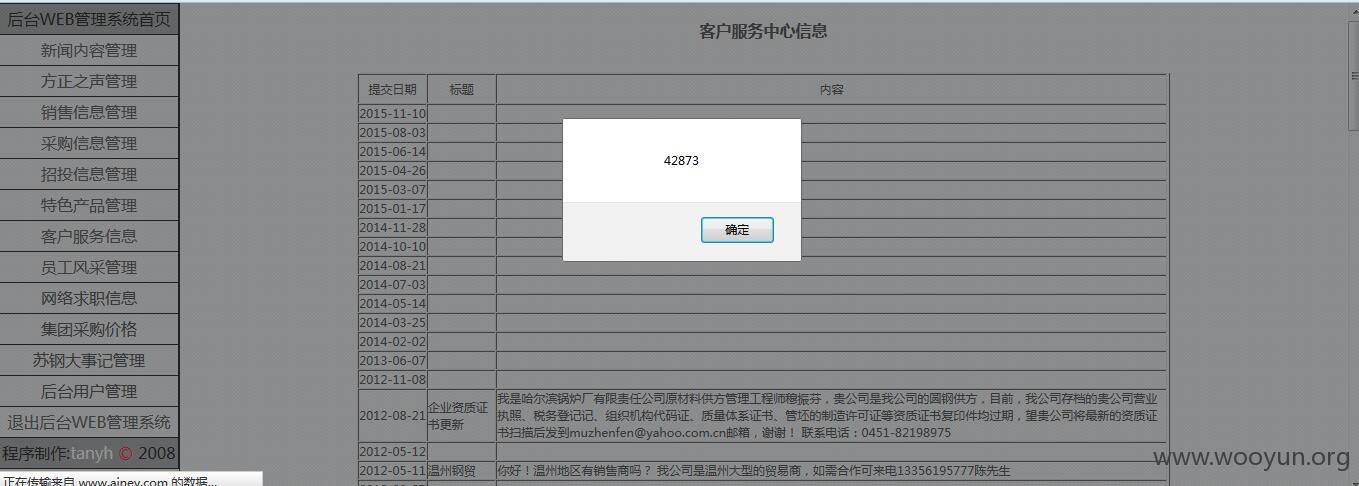 后台WEB管理系统首页
新闻内容管理
方正之声管理
销售信息管理
采购信息管理
招投信息管理
特色产品管理
客户服务信息
员工风采管理
网络求职信息
集团采购价格
苏钢大事记管理
后台用户管理
退出后台WEB管理系统
程序制作:tanyh © 2008
客户服务中心信息
提交日期 标题 内容
2015-11-10
2015-08-03
2015-06-14
2015-04-26
2015-03-07
2015-01-17
2014-11-28
2014-10-10
2014-08-21
2014-07-03
2014-05-14
2014-03-25
2014-02-02
2013-06-07
2012-11-08
2012-08-21 企业资质证书更新
我是哈尔滨锅炉厂有限责任公司原材料供方管理工程师穆振芬，贵公司是我公司的圆钢供方，目前，我公司存档的贵公司营业
执照、税务登记记、组织机构代码证、质量体系证书、管坯的制造许可证等资质证书复印件均过期，望贵公司将最新的资质证
书扫描后发到muzhenfen@yahoo.com.cn邮箱，谢谢！ 联系电话：0451-82198975
2012-05-12
2012-05-11 温州钢贸 你好！温州地区有销售商吗？ 我公司是温州大型的贸易商，如需合作可来电13356195777陈先生
42873
确定
www.wooyun.org
正在传输来自 www.ainey.com 的数据...